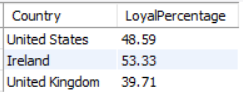 Country LoyalPercentage
United States 48.59
Ireland 53.33
United Kingdom 39.71